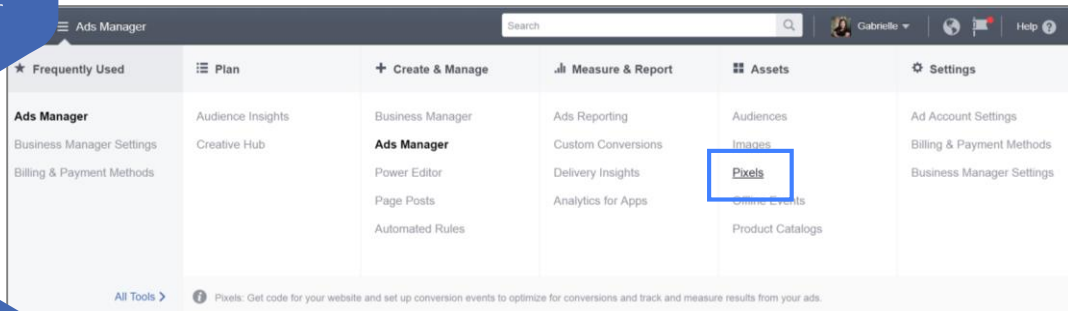 Ads Manager
Search
Gabrielle
Help
Frequently Used
Ads Manager
Business Manager Settings
Billing & Payment Methods
All Tools
Plan
Audience Insights
Creative Hub
Create & Manage
Business Manager
Ads Manager
Power Editor
Page Posts
Automated Rules
Measure & Report
Ads Reporting
Custom Conversions
Delivery Insights
Analytics for Apps
Assets
Audiences
Images
Pixels
Offline Events
Product Catalogs
Settings
Ad Account Settings
Billing & Payment Methods
Business Manager Settings
Pixels: Get code for your website and set up conversion events to optimize for conversions and track and measure results from your ads.